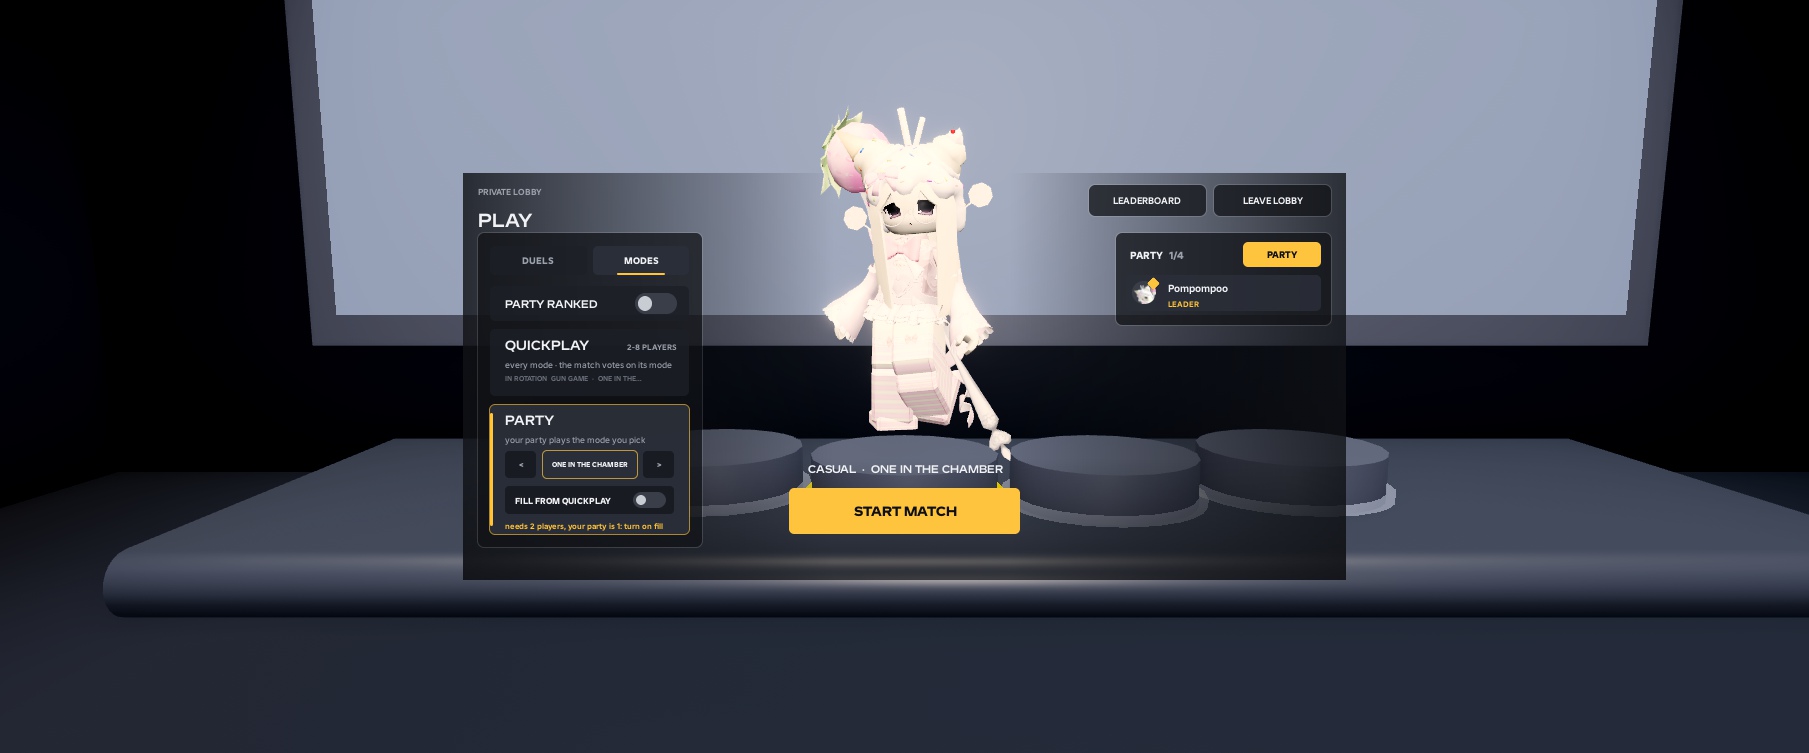 PRIVATE LOBBY
PLAY
DUELS
MODES
PARTY RANKED
QUICKPLAY
2-8 PLAYERS
every mode · the match votes on its mode
IN ROTATION GUN GAME · ONE IN THE...
PARTY
your party plays the mode you pick
<
ONE IN THE CHAMBER
>
FILL FROM QUICKPLAY
needs 2 players, your party is 1: turn on fill
CASUAL · ONE IN THE CHAMBER
START MATCH
LEADERBOARD
LEAVE LOBBY
PARTY 1/4
PARTY
Pompompoo
LEADER